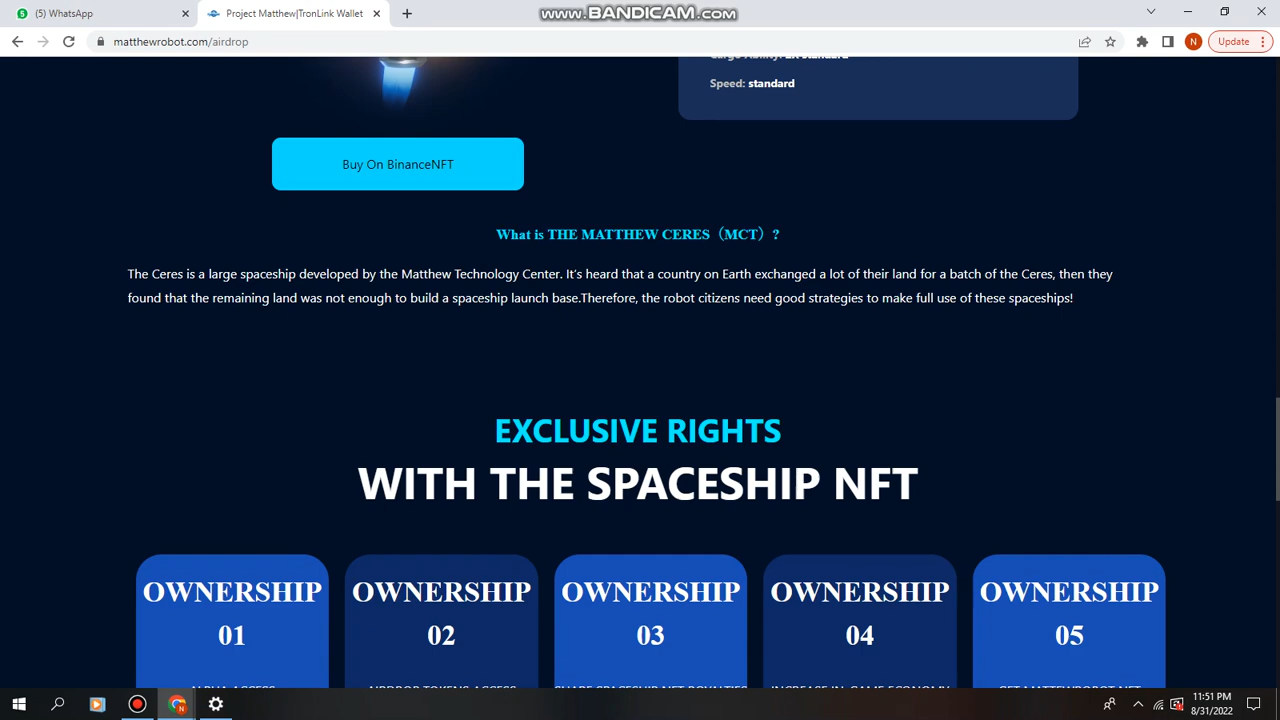 (5) WhatsApp
Project Matthew|TronLink Wallet
www.BANDICAM.com
matthewrobot.com/airdrop
N
Update
Speed: standard
Buy On BinanceNFT
What is THE MATTHEW CERES（MCT）?
The Ceres is a large spaceship developed by the Matthew Technology Center. It's heard that a country on Earth exchanged a lot of their land for a batch of the Ceres, then they
found that the remaining land was not enough to build a spaceship launch base.Therefore, the robot citizens need good strategies to make full use of these spaceships!
EXCLUSIVE RIGHTS
WITH THE SPACESHIP NFT
OWNERSHIP
01
OWNERSHIP
02
OWNERSHIP
03
OWNERSHIP
04
OWNERSHIP
05
11:51 PM
8/31/2022